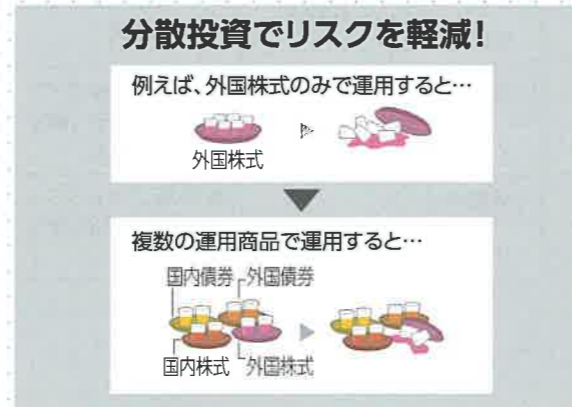 分散投資でリスクを軽減!
例えば、外国株式のみで運用すると…
外国株式
複数の運用商品で運用すると…
国内債券
外国債券
国内株式
外国株式